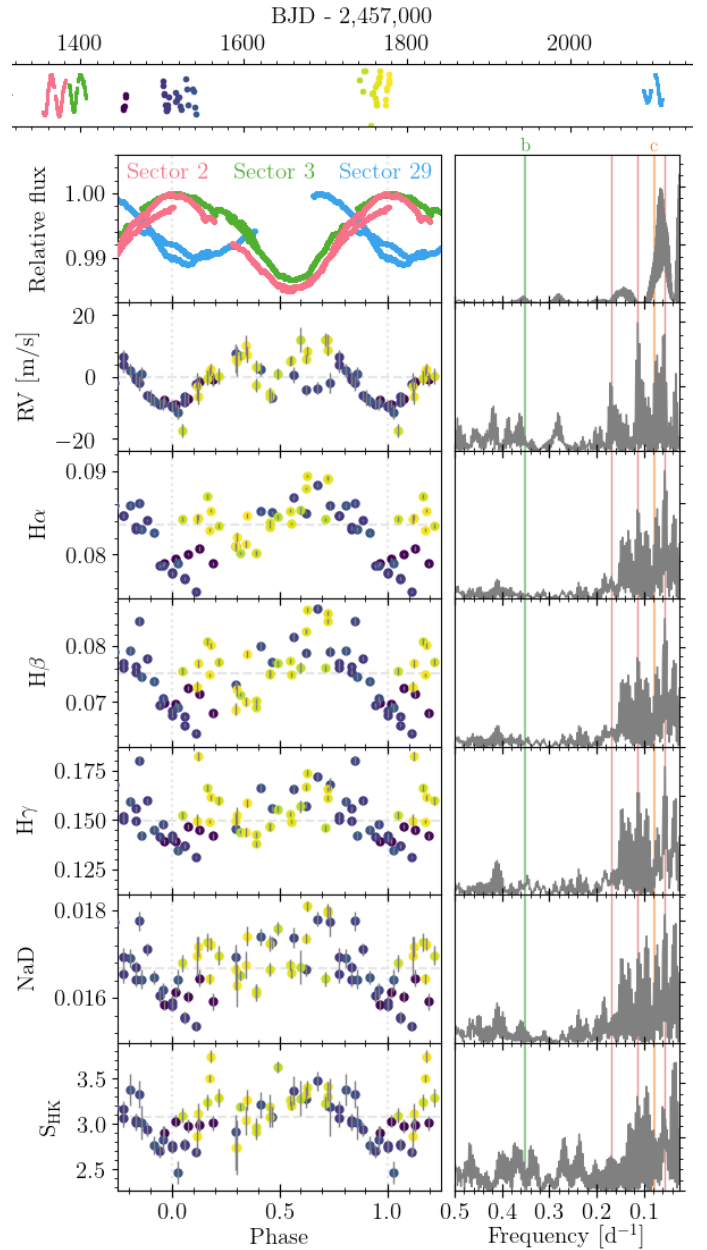 BJD - 2,457,000
1400 1600 1800 2000
b c
Sector 2 Sector 3 Sector 29
1.00
0.99
Relative flux
20
0
−20
RV [m/s]
0.09
0.08
Hα
0.08
0.07
Hβ
0.175
0.150
0.125
Hγ
0.018
0.016
NaD
3.5
3.0
2.5
S_HK
0.0 0.5 1.0
0.5 0.4 0.3 0.2 0.1
Phase
Frequency [d⁻¹]